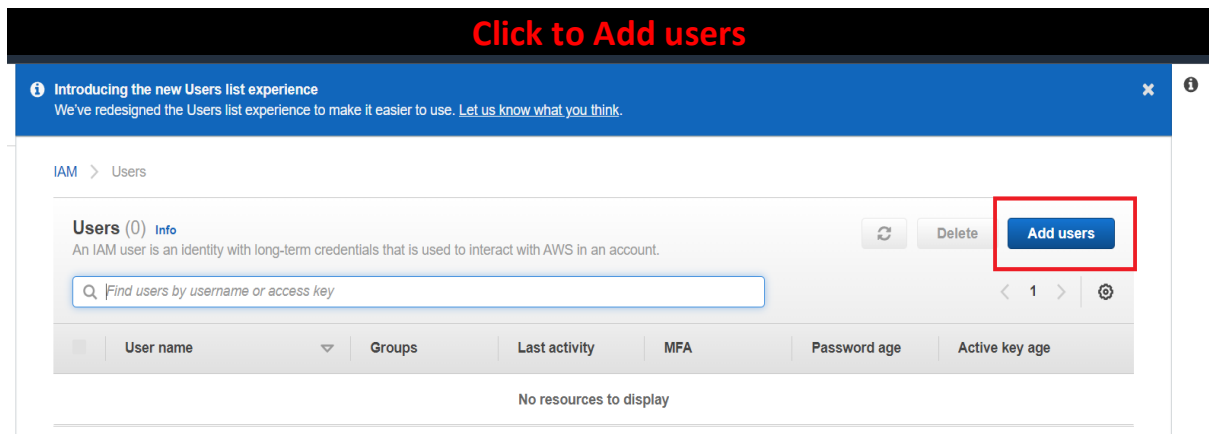 Click to Add users
Introducing the new Users list experience
We've redesigned the Users list experience to make it easier to use. Let us know what you think.
IAM > Users
Users (0) Info
Delete
Add users
An IAM user is an identity with long-term credentials that is used to interact with AWS in an account.
Find users by username or access key
< 1 >
User name Groups Last activity MFA Password age Active key age
No resources to display